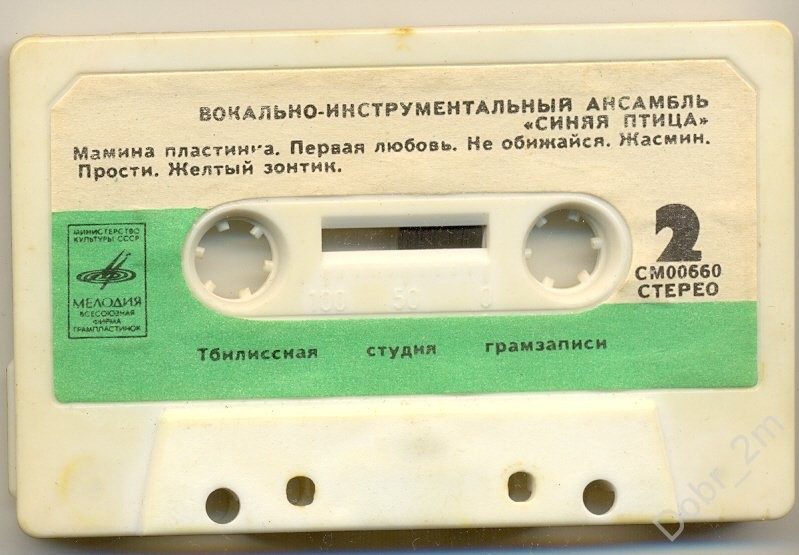 ВОКАЛЬНО-ИНСТРУМЕНТАЛЬНЫЙ АНСАМБЛЬ
«СИНЯЯ ПТИЦА»
Мамина пластинка. Первая любовь. Не обижайся. Жасмин.
Прости. Желтый зонтик.
МИНИСТЕРСТВО
КУЛЬТУРЫ СССР
МЕЛОДИЯ
ВСЕСОЮЗНАЯ
ФИРМА
ГРАМПЛАСТИНОК
2
СМ00660
СТЕРЕО
100 50 0
Тбилисская студия грамзаписи
Dobr_2m